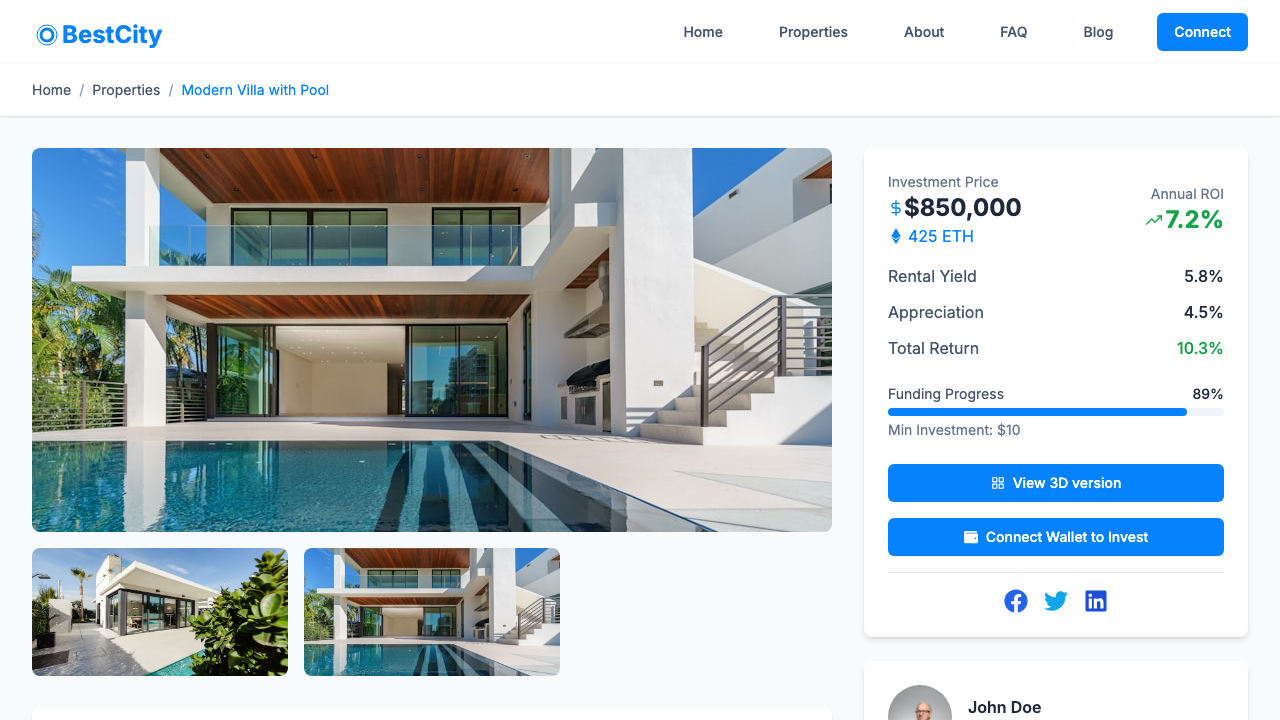 BestCity
Home
Properties
About
FAQ
Blog
Connect
Home / Properties / Modern Villa with Pool
Investment Price
$850,000
425 ETH
Annual ROI
7.2%
Rental Yield 5.8%
Appreciation 4.5%
Total Return 10.3%
Funding Progress 89%
Min Investment: $10
View 3D version
Connect Wallet to Invest
John Doe